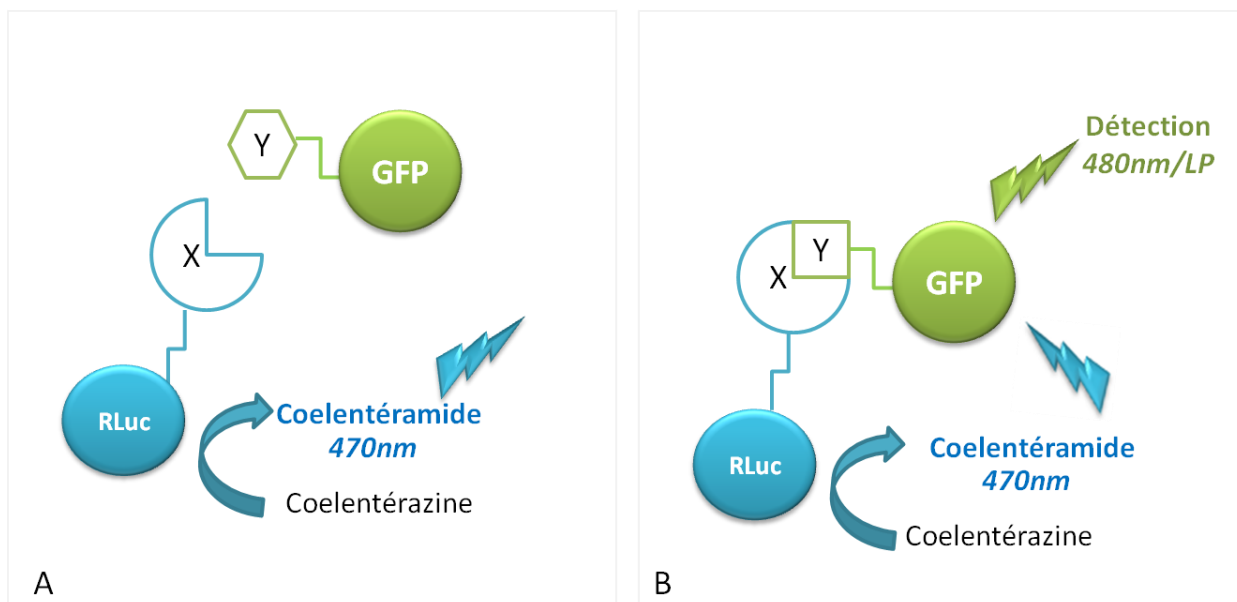 Y
GFP
X
RLuc
Coelentéramide
470nm
Coelentérazine
A
Détection
480nm/LP
Y
X
GFP
RLuc
Coelentéramide
470nm
Coelentérazine
B